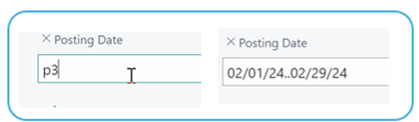 × Posting Date
p3
× Posting Date
02/01/24..02/29/24